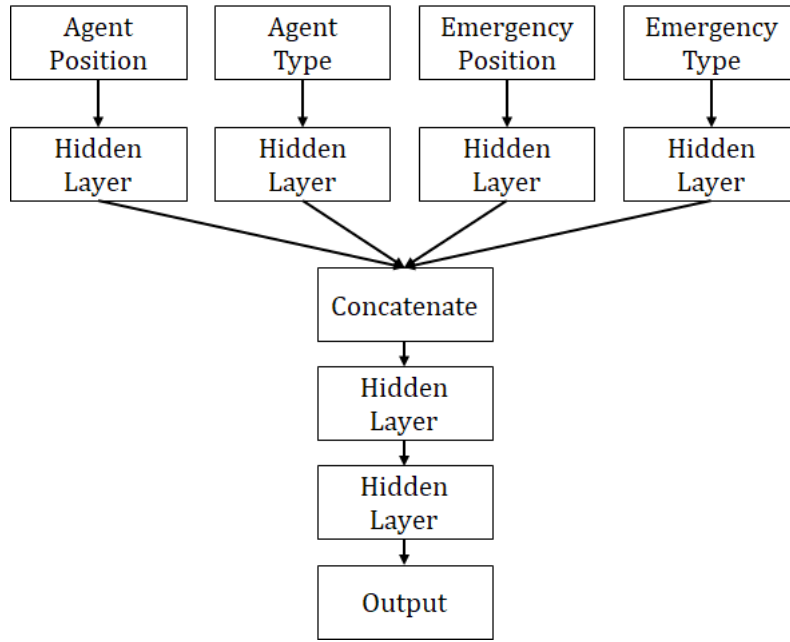 Agent
Position
Agent
Type
Emergency
Position
Emergency
Type
Hidden
Layer
Hidden
Layer
Hidden
Layer
Hidden
Layer
Concatenate
Hidden
Layer
Hidden
Layer
Output